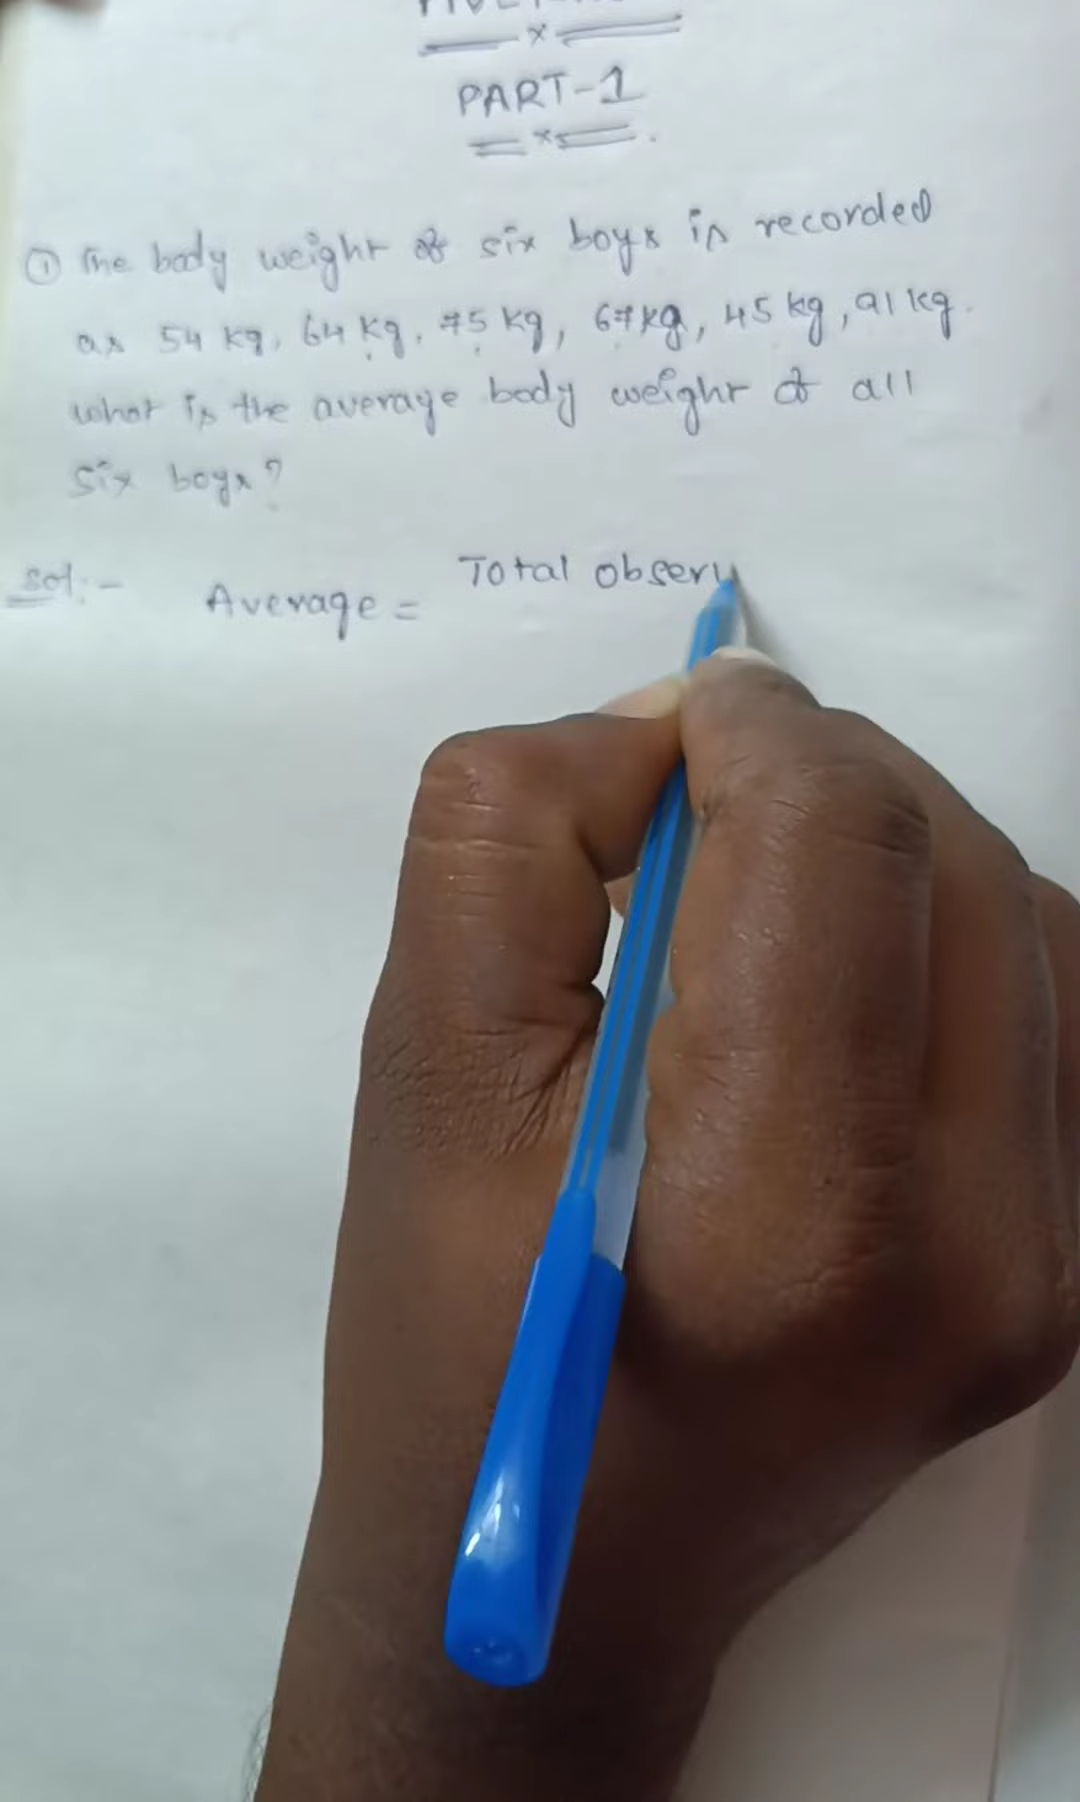 PART-1
① The body weight of six boys is recorded
as 54 kg, 64 kg, 75 kg, 67 kg, 45 kg, 91 kg.
what is the average body weight of all
six boys?
Sol:-
Average =
Total observ